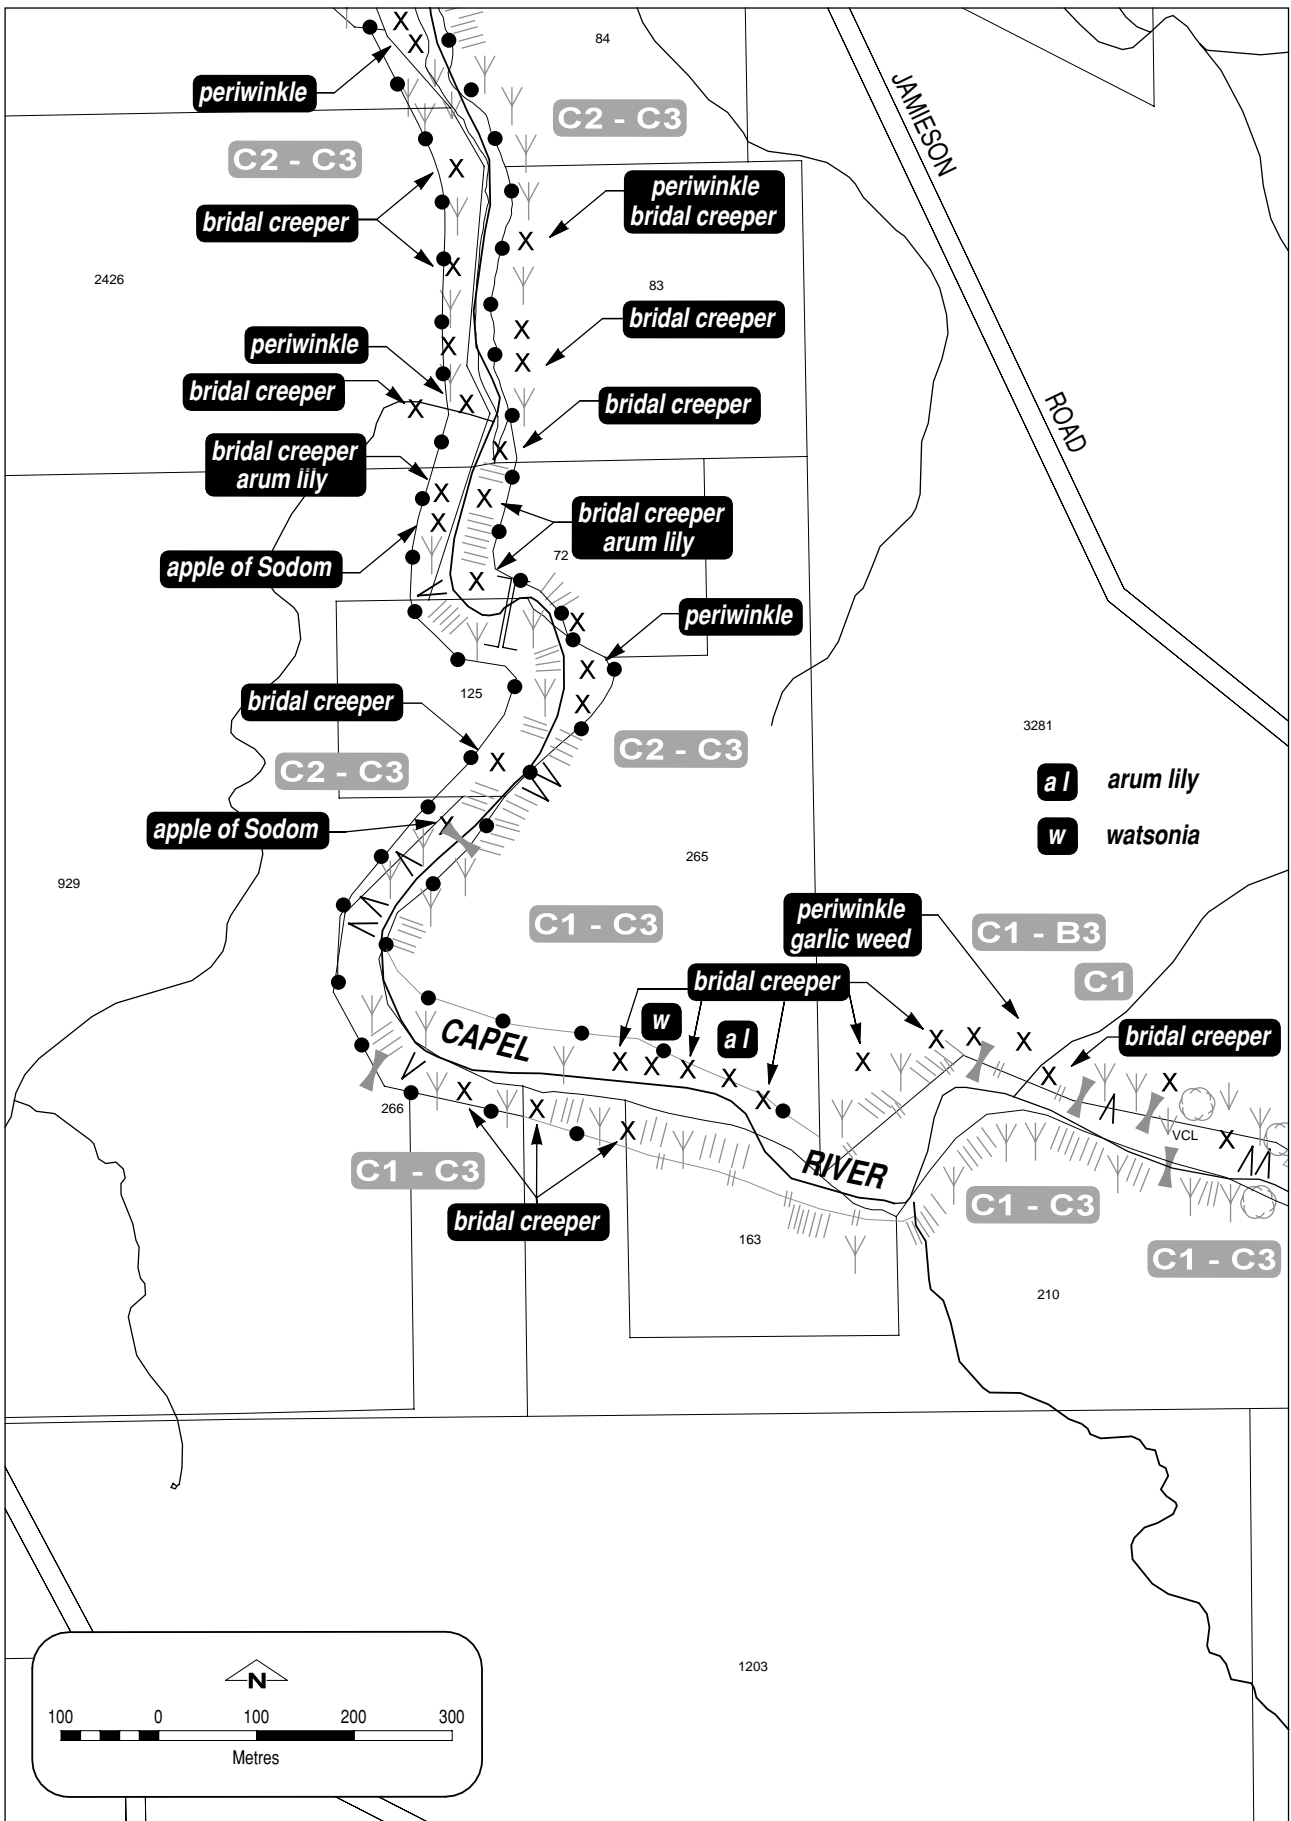 84
periwinkle
C2 - C3
C2 - C3
JAMIESON
periwinkle
bridal creeper
bridal creeper
2426
83
bridal creeper
periwinkle
bridal creeper
bridal creeper
ROAD
bridal creeper
arum lily
bridal creeper
arum lily
72
apple of Sodom
periwinkle
125
bridal creeper
3281
C2 - C3
C2 - C3
a l
arum lily
apple of Sodom
w
watsonia
265
929
periwinkle
garlic weed
C1 - C3
C1 - B3
C1
bridal creeper
w
a l
CAPEL
bridal creeper
266
VCL
C1 - C3
RIVER
C1 - C3
bridal creeper
163
C1 - C3
210
1203
N
100 0 100 200 300
Metres